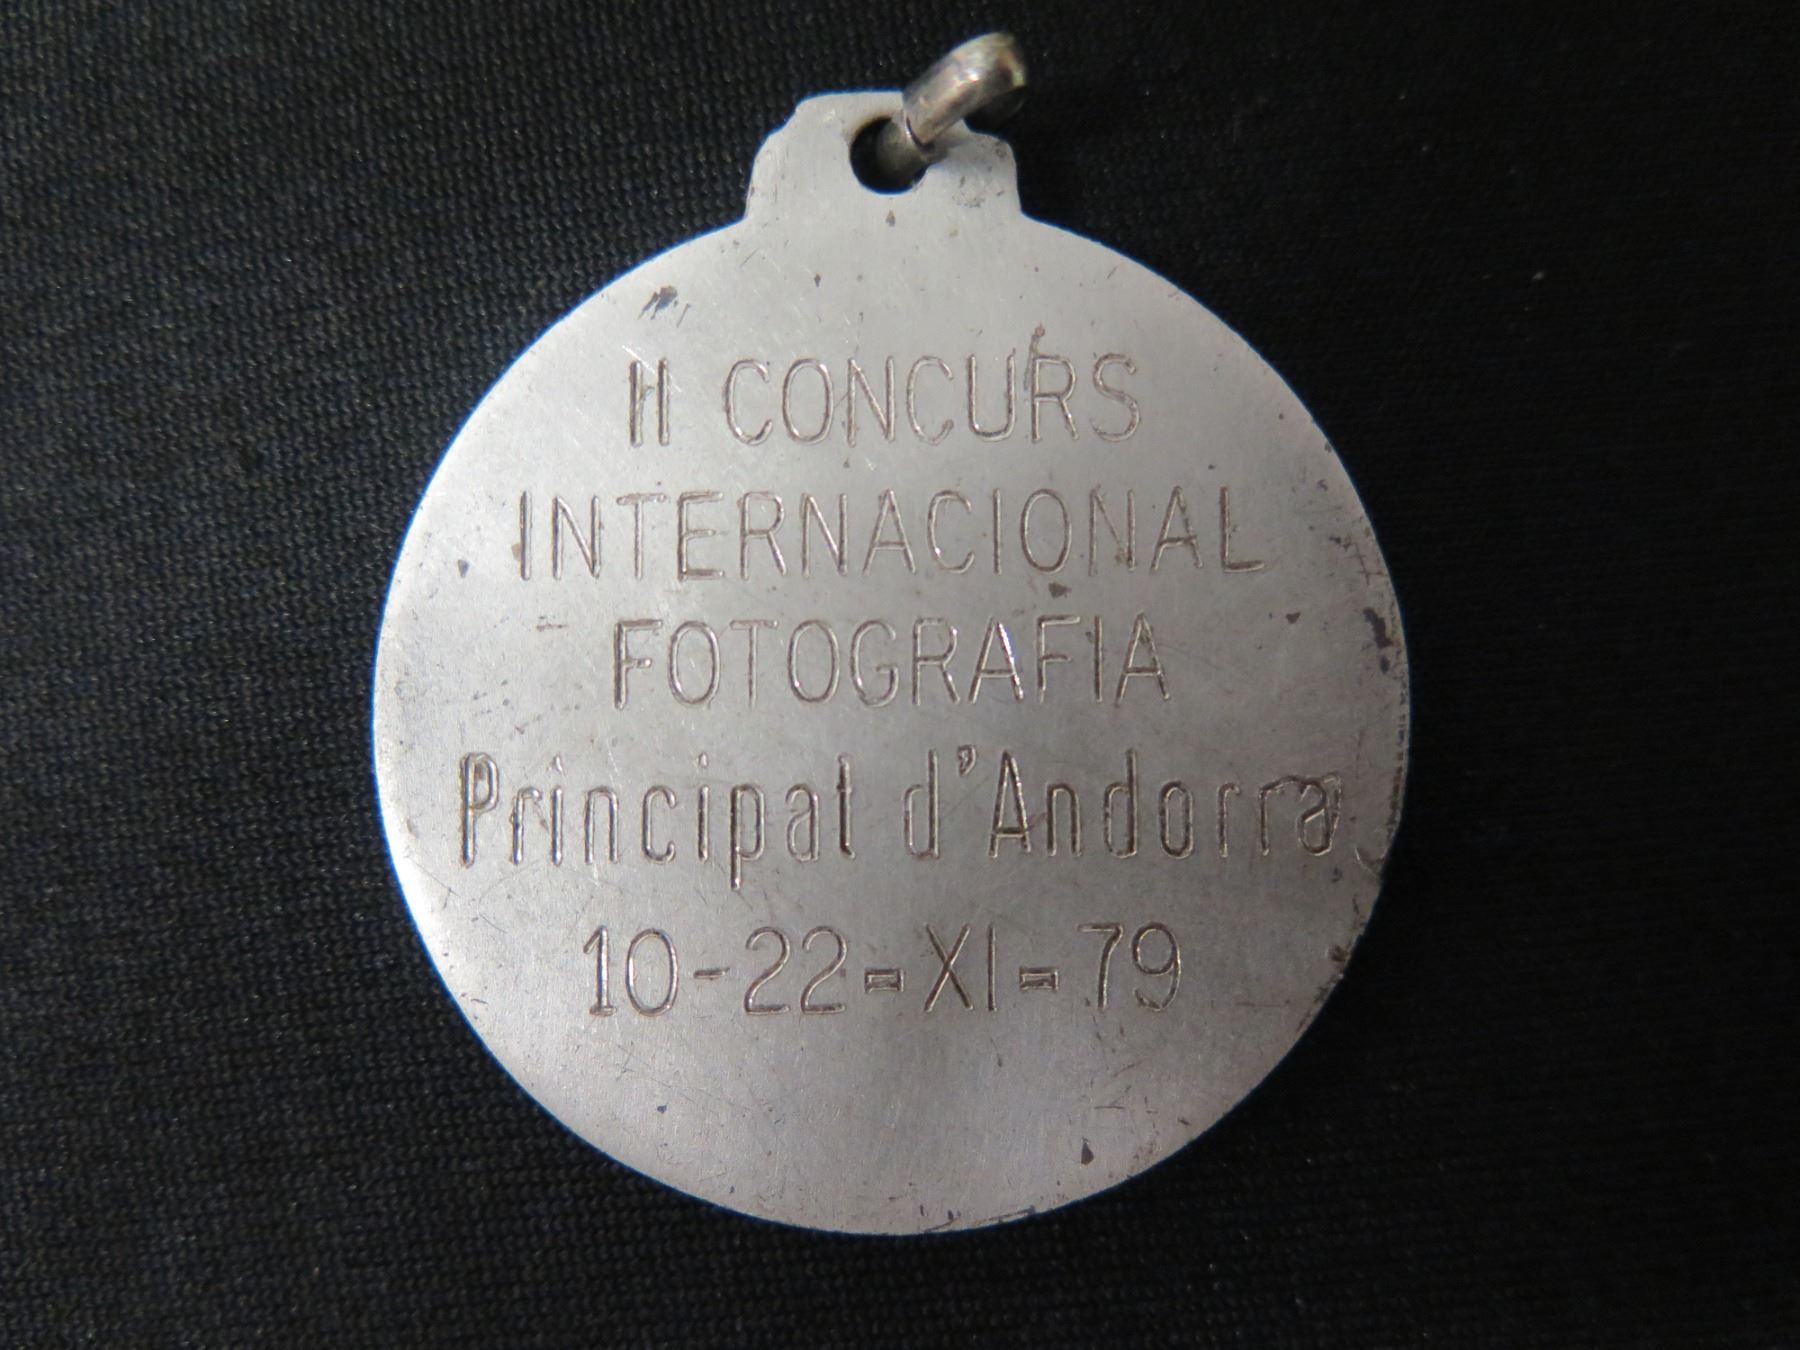 II CONCURS
INTERNACIONAL
FOTOGRAFIA
Principat d'Andorra
10-22=XI=79